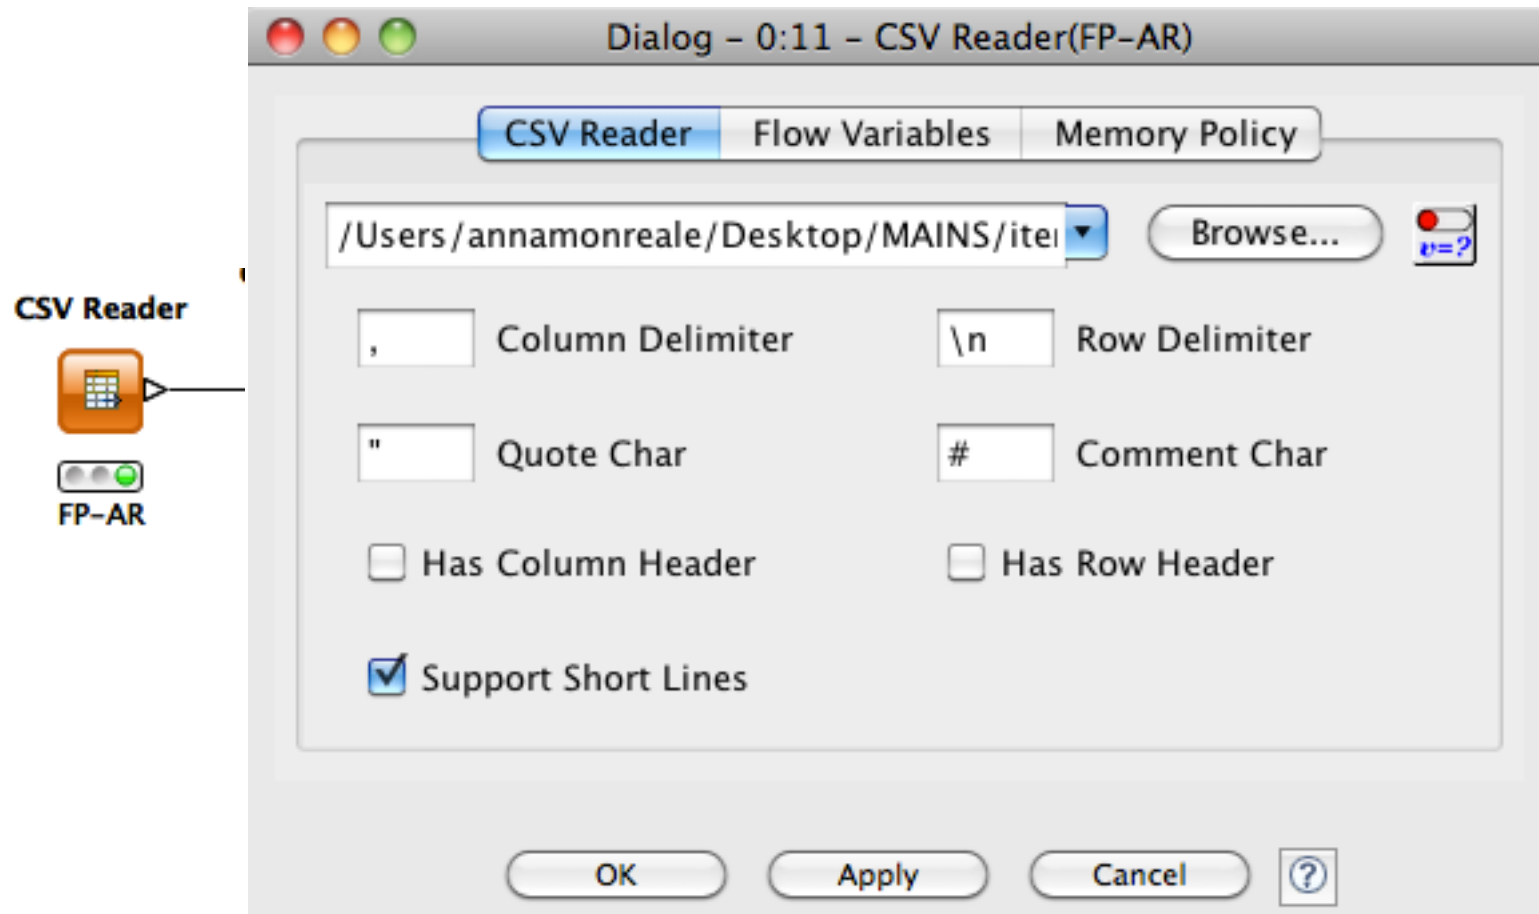 Dialog – 0:11 – CSV Reader(FP-AR)
CSV Reader Flow Variables Memory Policy
/Users/annamonreale/Desktop/MAINS/iter Browse... v=?
CSV Reader
FP-AR
, Column Delimiter \n Row Delimiter
" Quote Char # Comment Char
Has Column Header Has Row Header
Support Short Lines
OK Apply Cancel ?